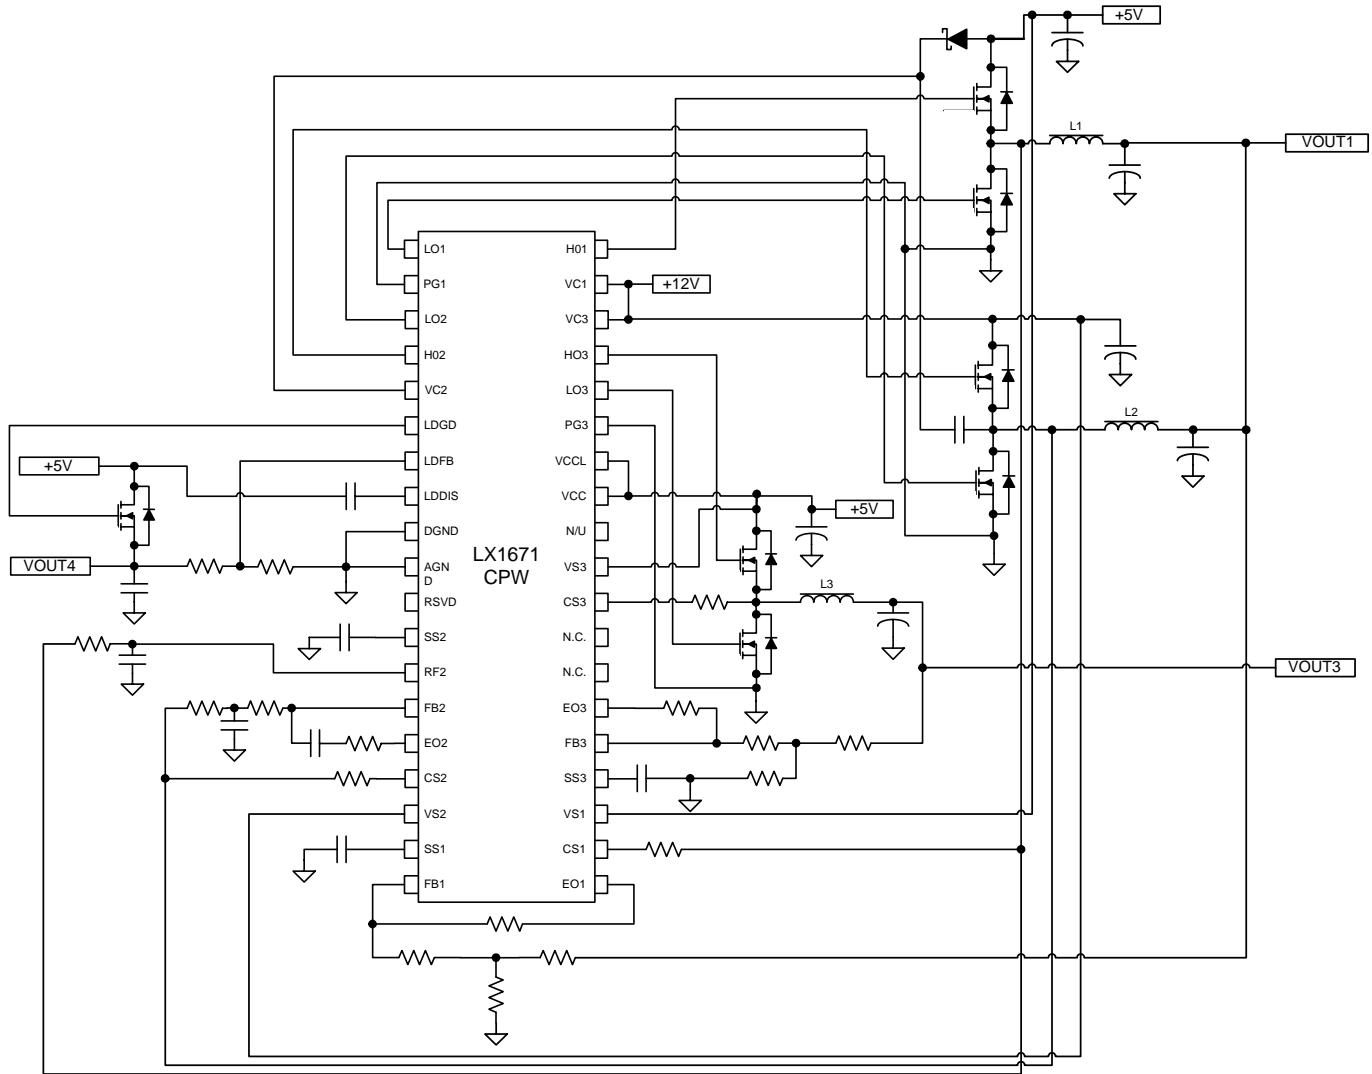 +5V
L1
VOUT1
LO1
H01
PG1
VC1
+12V
LO2
VC3
H02
HO3
VC2
LO3
L2
LDGD
PG3
+5V
LDFB
VCCL
LDDIS
VCC
+5V
DGND
N/U
LX1671
CPW
VOUT4
AGN
D
VS3
L3
RSVD
CS3
SS2
N.C.
RF2
N.C.
VOUT3
FB2
EO3
EO2
FB3
CS2
SS3
VS2
VS1
SS1
CS1
FB1
EO1